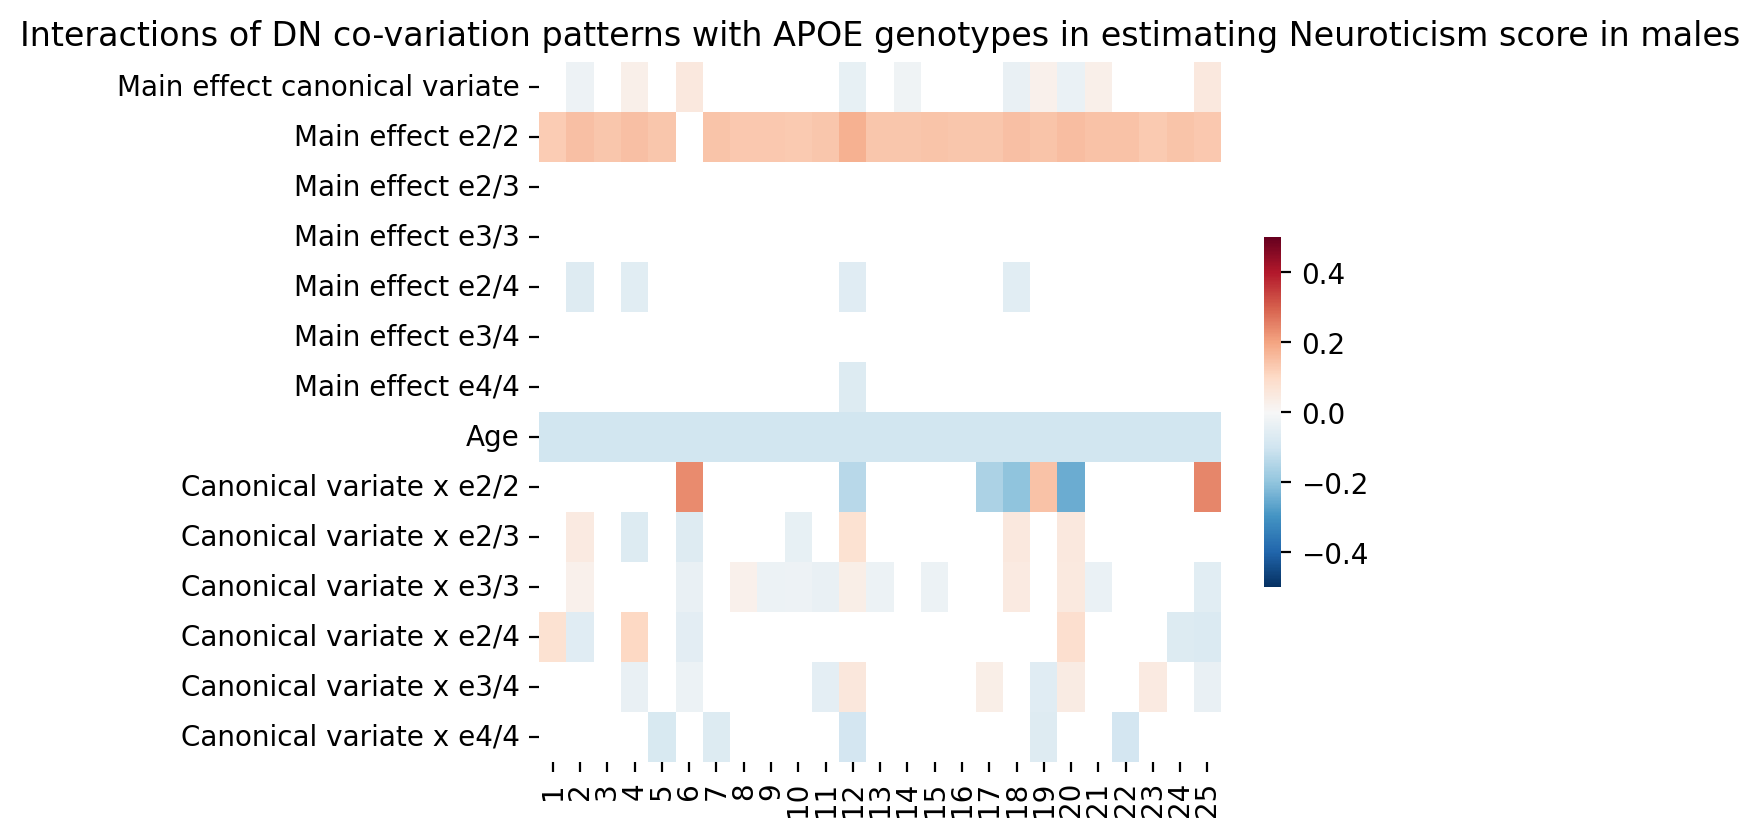 Interactions of DN co-variation patterns with APOE genotypes in estimating Neuroticism score in males
Main effect canonical variate
Main effect e2/2
Main effect e2/3
Main effect e3/3
Main effect e2/4
Main effect e3/4
Main effect e4/4
Age
Canonical variate x e2/2
Canonical variate x e2/3
Canonical variate x e3/3
Canonical variate x e2/4
Canonical variate x e3/4
Canonical variate x e4/4
1 2 3 4 5 6 7 8 9 10 11 12 13 14 15 16 17 18 19 20 21 22 23 24 25
0.4
0.2
0.0
−0.2
−0.4